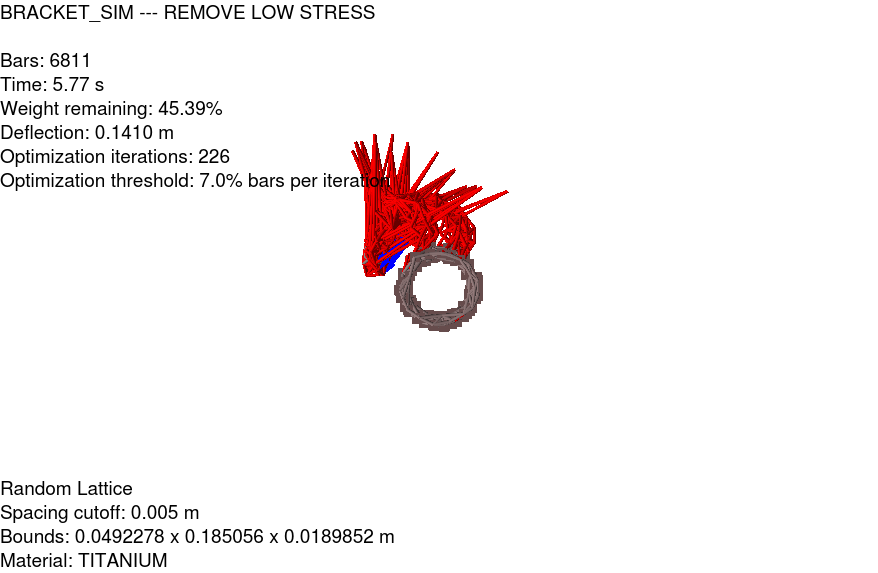 BRACKET_SIM --- REMOVE LOW STRESS
Bars: 6811
Time: 5.77 s
Weight remaining: 45.39%
Deflection: 0.1410 m
Optimization iterations: 226
Optimization threshold: 7.0% bars per iteration
Random Lattice
Spacing cutoff: 0.005 m
Bounds: 0.0492278 x 0.185056 x 0.0189852 m
Material: TITANIUM